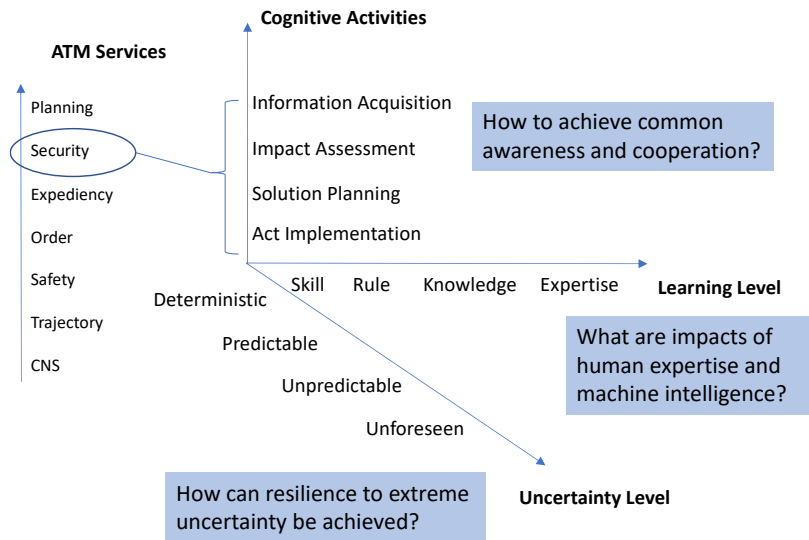 Cognitive Activities
ATM Services
Planning
Security
Expediency
Order
Safety
Trajectory
CNS
Information Acquisition
Impact Assessment
Solution Planning
Act Implementation
How to achieve common
awareness and cooperation?
Skill Rule Knowledge Expertise
Learning Level
Deterministic
Predictable
Unpredictable
Unforeseen
What are impacts of
human expertise and
machine intelligence?
How can resilience to extreme
uncertainty be achieved?
Uncertainty Level